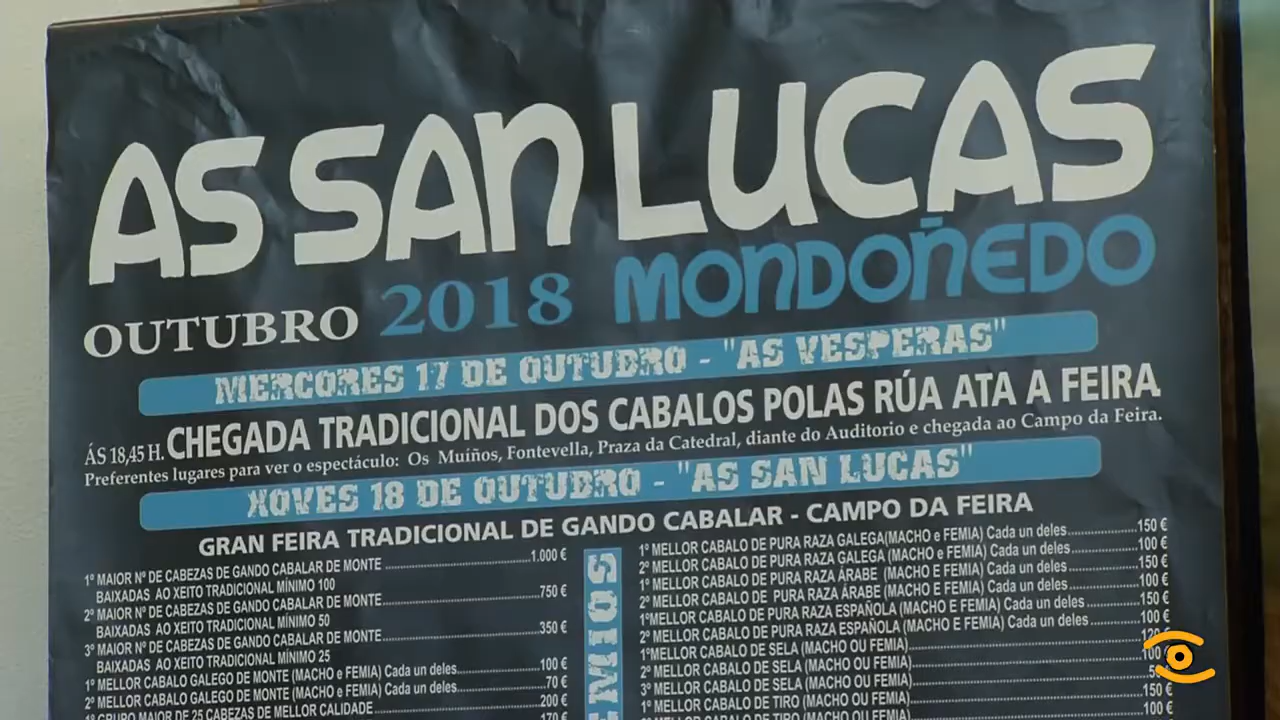 AS SAN LUCAS
OUTUBRO 2018 MONDOÑEDO
MERCORES 17 DE OUTUBRO - "AS VESPERAS"
ÁS 18,45 H. CHEGADA TRADICIONAL DOS CABALOS POLAS RÚA ATA A FEIRA
Preferentes lugares para ver o espectáculo: Os Muíños, Fontevella, Praza da Catedral, diante do Auditorio e chegada ao Campo da Feira.
XOVES 18 DE OUTUBRO - "AS SAN LUCAS"
GRAN FEIRA TRADICIONAL DE GANDO CABALAR - CAMPO DA FEIRA
1º MAIOR Nº DE CABEZAS DE GANDO CABALAR DE MONTE 1.000 €
BAIXADAS AO XEITO TRADICIONAL MÍNIMO 100
2º MAIOR Nº DE CABEZAS DE GANDO CABALAR DE MONTE 750 €
BAIXADAS AO XEITO TRADICIONAL MÍNIMO 50
3º MAIOR Nº DE CABEZAS DE GANDO CABALAR DE MONTE 350 €
BAIXADAS AO XEITO TRADICIONAL MÍNIMO 25
1º MELLOR CABALO GALEGO DE MONTE (MACHO e FEMIA) Cada un deles 100 €
2º MELLOR CABALO GALEGO DE MONTE (MACHO e FEMIA) Cada un deles 70 €
1º GRUPO MAIOR DE 25 CABEZAS DE MELLOR CALIDADE 200 €
170 €
1º MELLOR CABALO DE PURA RAZA GALEGA(MACHO e FEMIA) Cada un deles 150 €
2º MELLOR CABALO DE PURA RAZA GALEGA (MACHO e FEMIA) Cada un deles 100 €
1º MELLOR CABALO DE PURA RAZA ÁRABE (MACHO e FEMIA) Cada un deles 150 €
2º MELLOR CABALO DE PURA RAZA ÁRABE (MACHO e FEMIA) Cada un deles 100 €
1ºMELLOR CABALO DE PURA RAZA ESPAÑOLA (MACHO E FEMIA) Cada un deles 150 €
2º MELLOR CABALO DE PURA RAZA ESPAÑOLA (MACHO E FEMIA) Cada un deles 100 €
1ºMELLOR CABALO DE SELA (MACHO OU FEMIA)
2º MELLOR CABALO DE SELA (MACHO OU FEMIA) 100
3º MELLOR CABALO DE SELA (MACHO OU FEMIA)
1º MELLOR CABALO DE TIRO (MACHO OU FEMIA) 150 €
2º MELLOR CABALO DE TIRO (MACHO OU FEMIA) 100 €